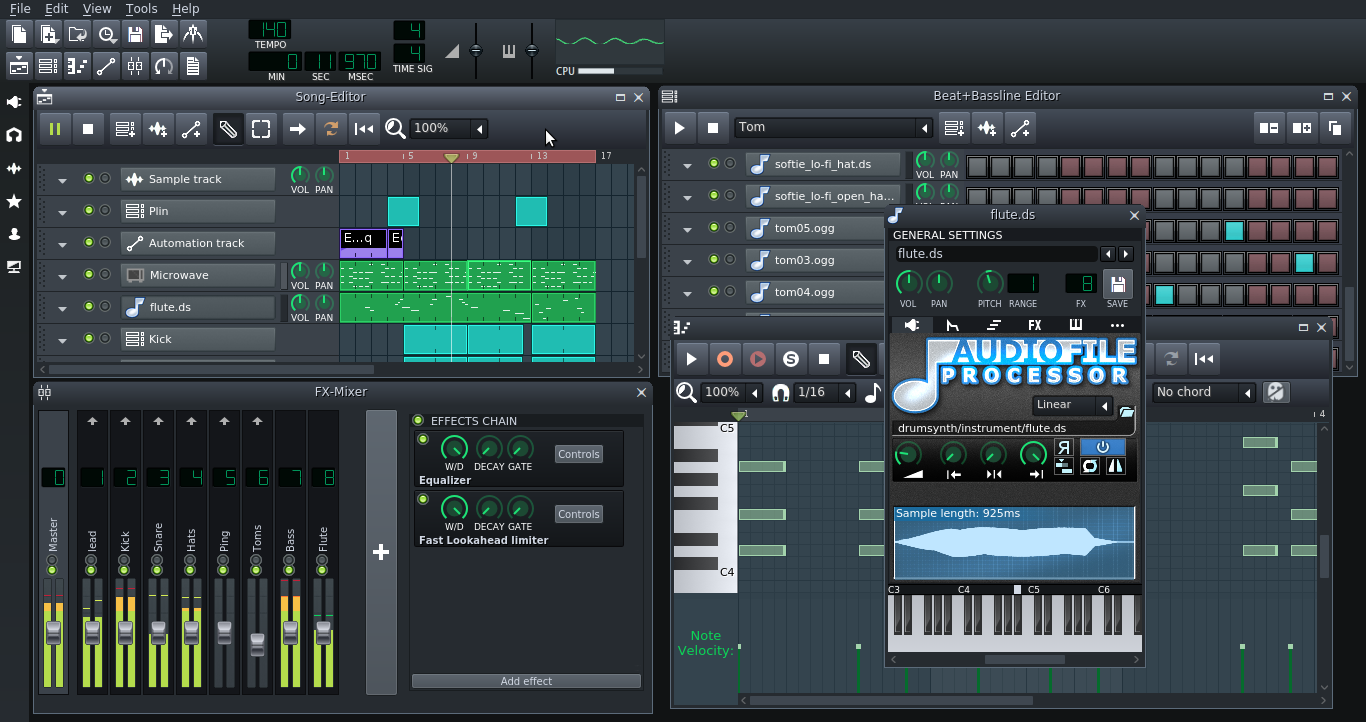 File Edit View Tools Help
140
TEMPO
0 11 970
MIN SEC MSEC
4
4
TIME SIG
CPU
Song-Editor
100%
1 5 9 13 17
Sample track
VOL PAN
Plin
Automation track
E...q
Microwave
VOL PAN
flute.ds
VOL PAN
Kick
FX-Mixer
0 1 2 3 4 5 6 7 8
Master lead Kick Snare Hats Ping Toms Bass Flute
EFFECTS CHAIN
W/D DECAY GATE
Controls
Equalizer
W/D DECAY GATE
Controls
Fast Lookahead limiter
Add effect
Beat+Bassline Editor
Tom
softie_lo-fi_hat.ds
VOL PAN
softie_lo-fi_open_ha...
tom05.ogg
tom03.ogg
tom04.ogg
100%
1/16
No chord
1 4
C5
C4
Note
Velocity:
flute.ds
GENERAL SETTINGS
flute.ds
1 8
VOL PAN PITCH RANGE FX SAVE
FX
AUDIO FILE
PROCESSOR
Linear
drumsynth/instrument/flute.ds
Sample length: 925ms
C3 C4 C5 C6